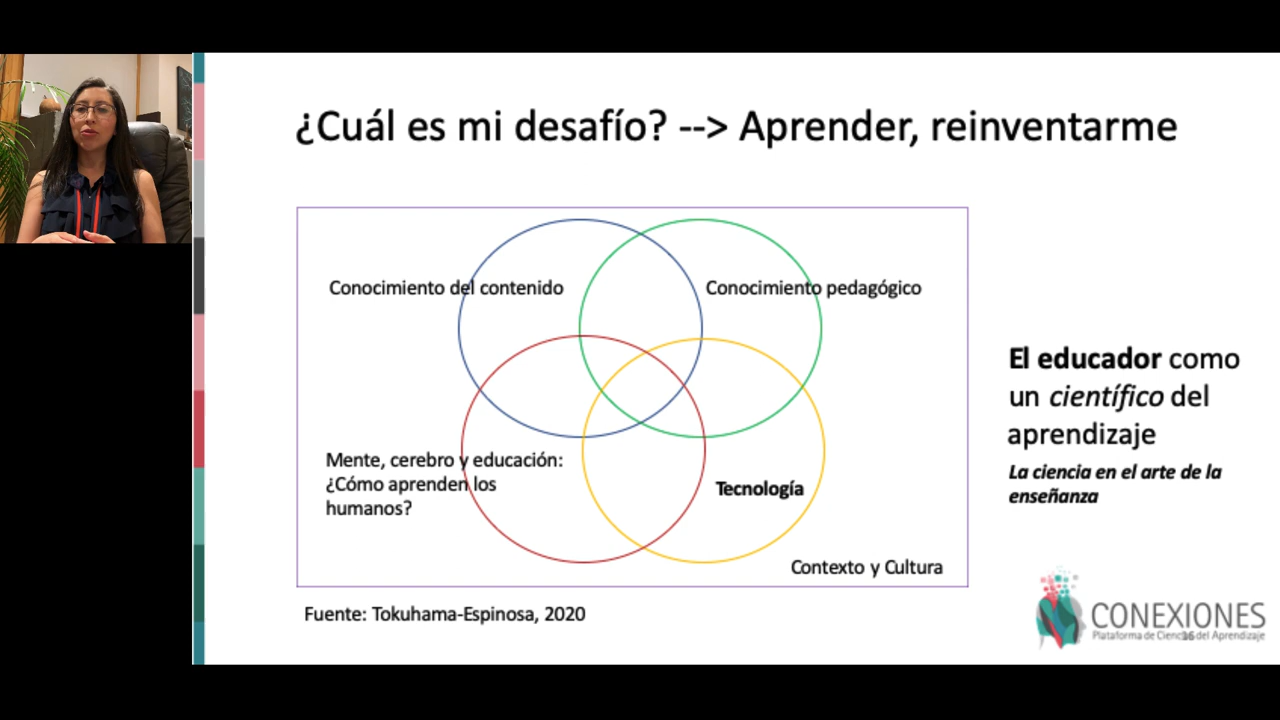 ¿Cuál es mi desafío? --> Aprender, reinventarme
Conocimiento del contenido
Conocimiento pedagógico
Mente, cerebro y educación:
¿Cómo aprenden los
humanos?
Tecnología
Contexto y Cultura
Fuente: Tokuhama-Espinosa, 2020
El educador como
un científico del
aprendizaje
La ciencia en el arte de la
enseñanza
CONEXIONES
Plataforma de Ciencias del Aprendizaje
16